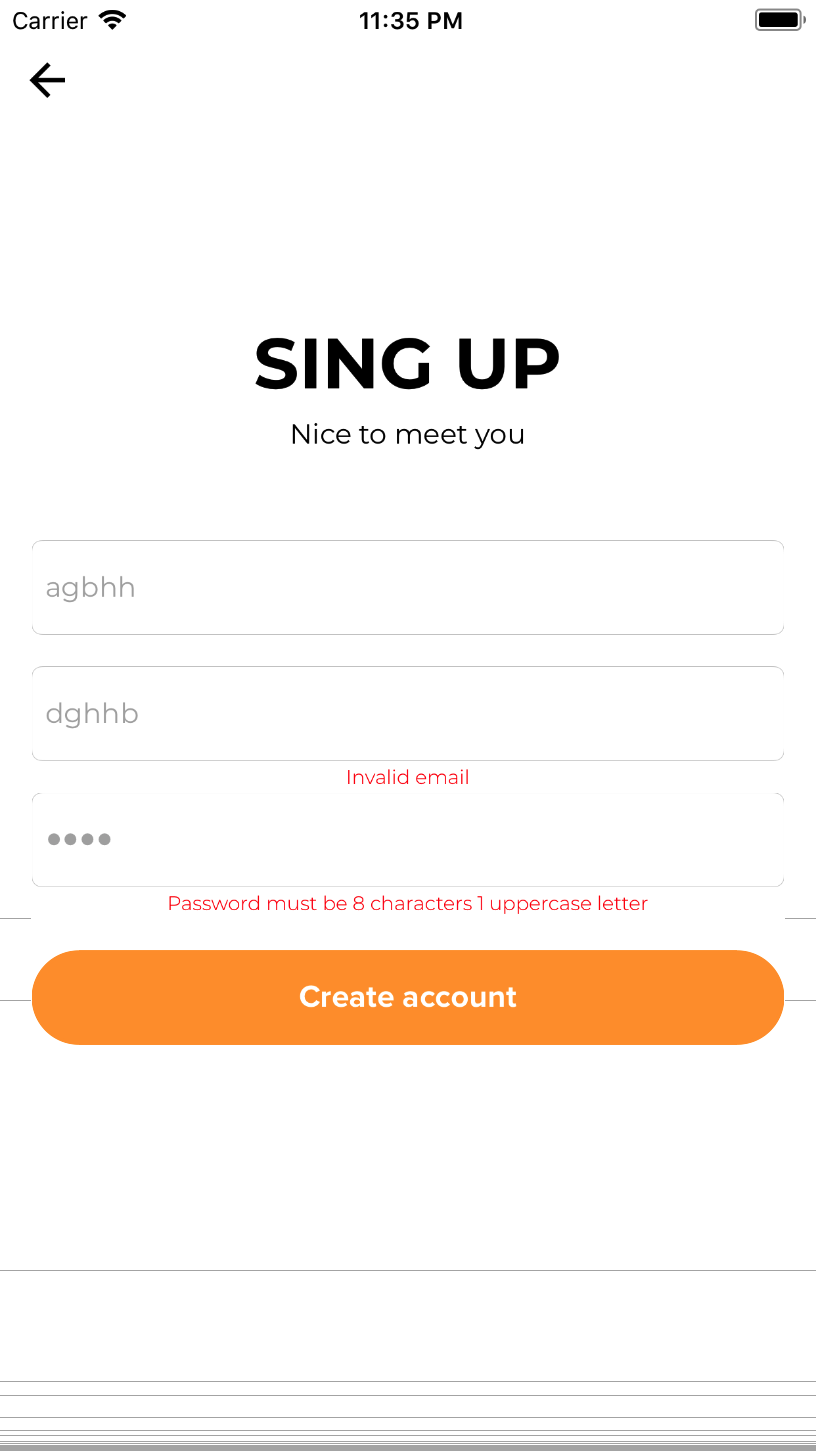 Carrier 11:35 PM
SING UP
Nice to meet you
agbhh
dghhb
Invalid email
••••
Password must be 8 characters 1 uppercase letter
Create account